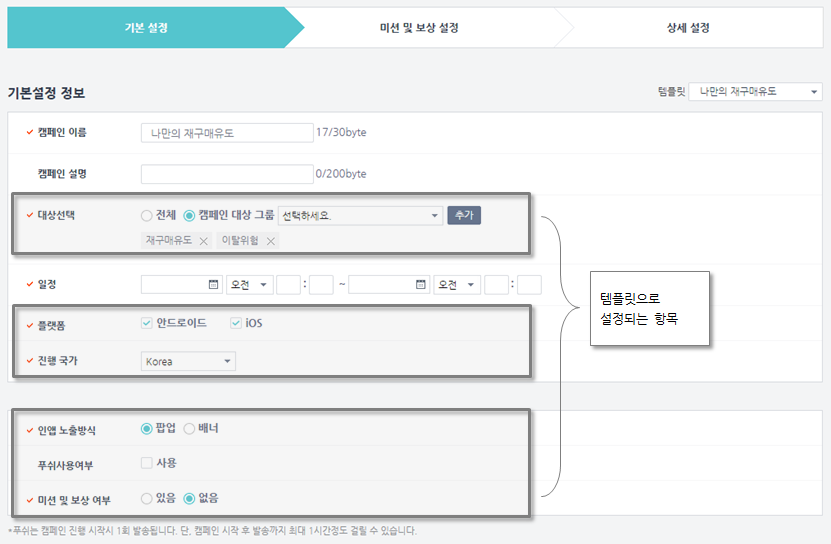 기본 설정
미션 및 보상 설정
상세 설정
기본설정 정보
템플릿 나만의 재구매유도
캠페인 이름 나만의 재구매유도 17/30byte
캠페인 설명 0/200byte
대상선택 전체 캠페인 대상 그룹 선택하세요. 추가
재구매유도 × 이탈위험 ×
일정 오전 : ~ 오전 :
플랫폼 안드로이드 iOS
진행 국가 Korea
템플릿으로
설정되는 항목
인앱 노출방식 팝업 배너
푸쉬사용여부 사용
미션 및 보상 여부 있음 없음
*푸쉬는 캠페인 진행 시작시 1회 발송됩니다. 단, 캠페인 시작 후 발송까지 최대 1시간정도 걸릴 수 있습니다.